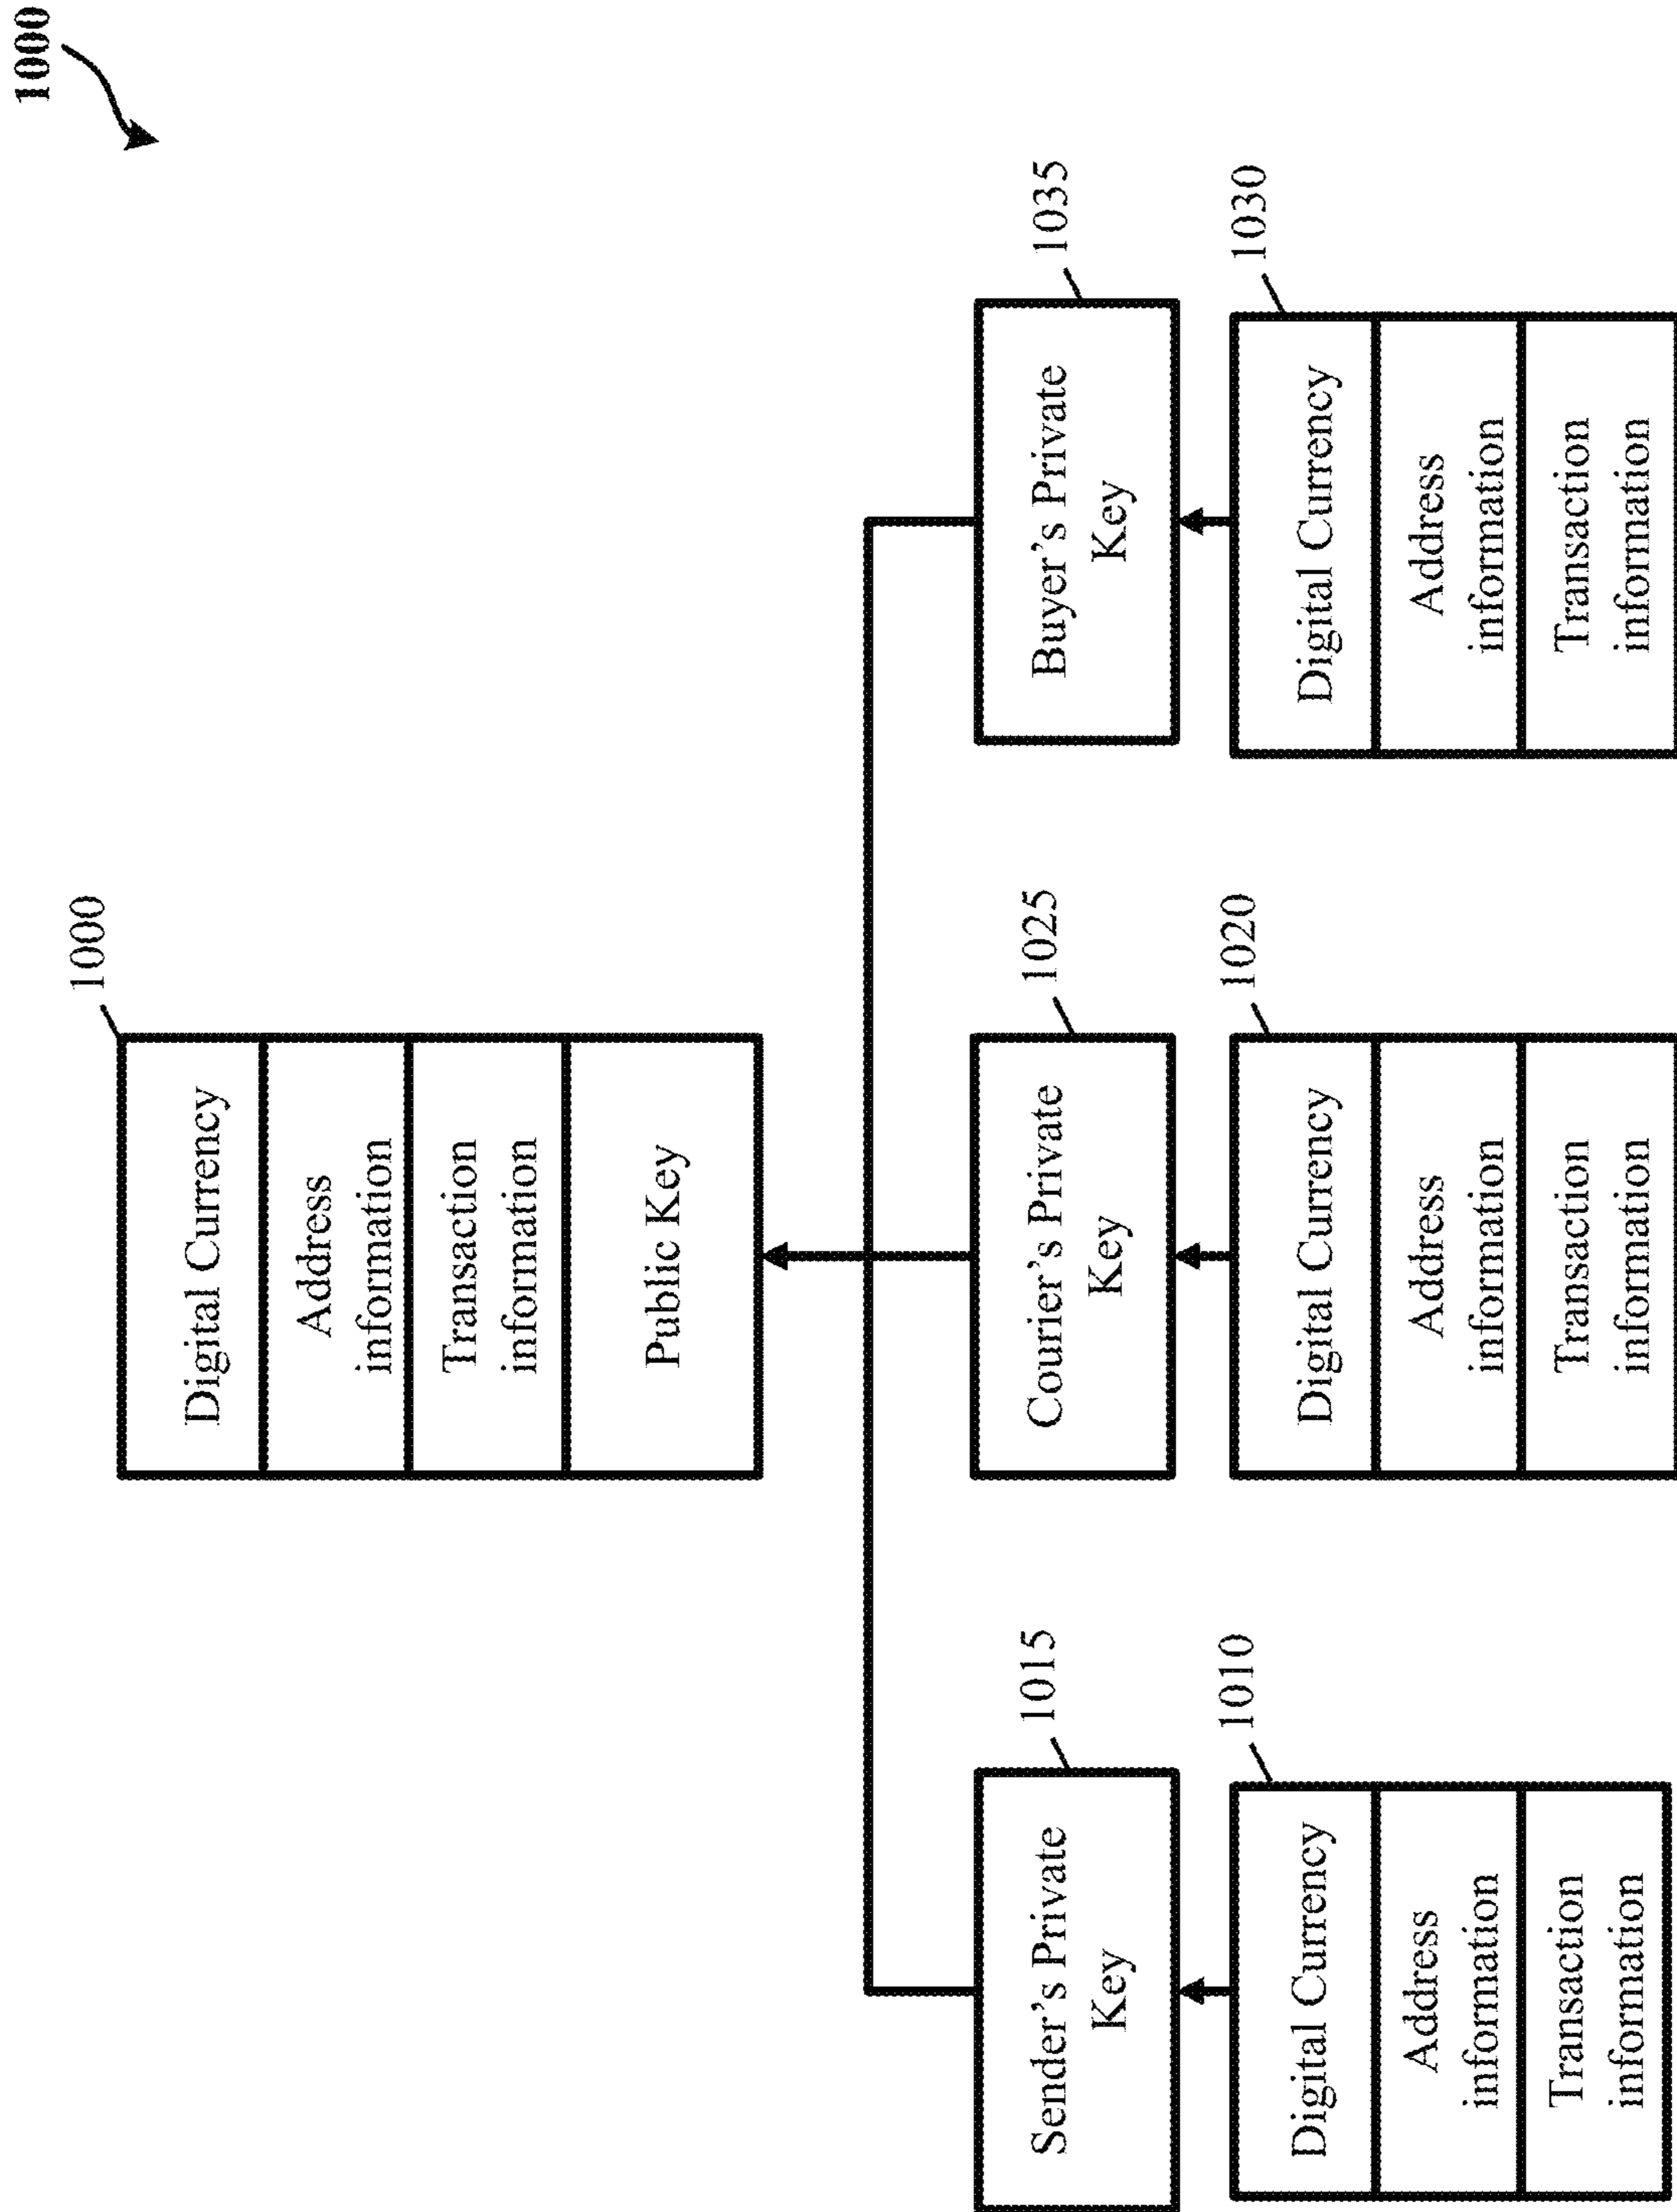 1000
1000
Digital Currency
Address
information
Transaction
information
Public Key
1015
Sender's Private
Key
1025
Courier's Private
Key
1035
Buyer's Private
Key
1010
Digital Currency
Address
information
Transaction
information
1020
Digital Currency
Address
information
Transaction
information
1030
Digital Currency
Address
information
Transaction
information